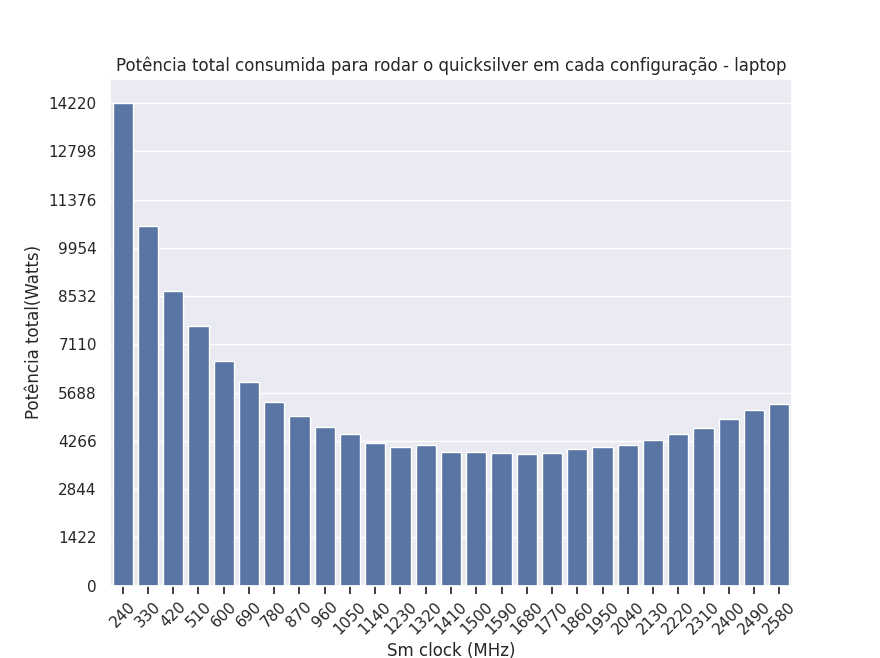 Potência total consumida para rodar o quicksilver em cada configuração - laptop
Potência total(Watts)
14220
12798
11376
9954
8532
7110
5688
4266
2844
1422
0
240 330 420 510 600 690 780 870 960 1050 1140 1230 1320 1410 1500 1590 1680 1770 1860 1950 2040 2130 2220 2310 2400 2490 2580
Sm clock (MHz)